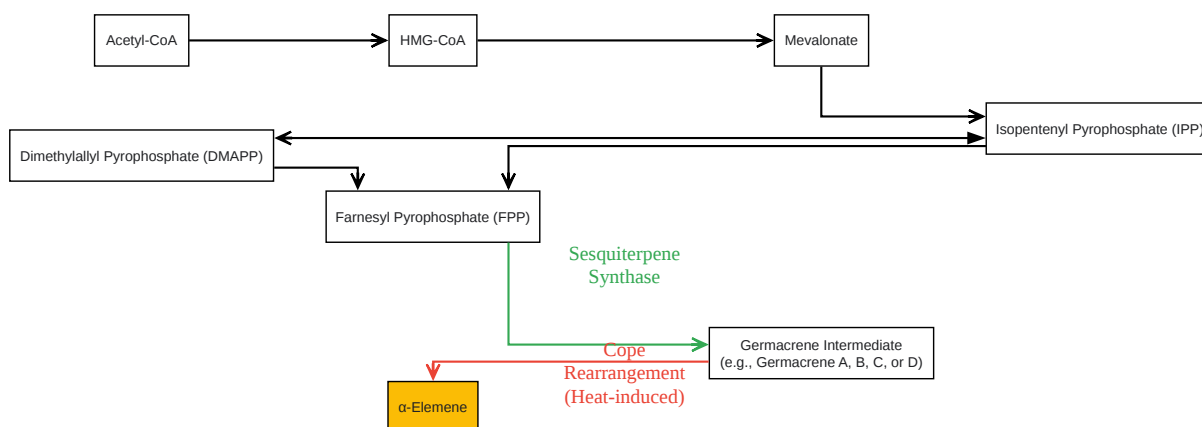 Acetyl-CoA
HMG-CoA
Mevalonate
Isopentenyl Pyrophosphate (IPP)
Dimethylallyl Pyrophosphate (DMAPP)
Farnesyl Pyrophosphate (FPP)
Sesquiterpene
Synthase
Germacrene Intermediate
(e.g., Germacrene A, B, C, or D)
Cope
Rearrangement
(Heat-induced)
α-Elemene